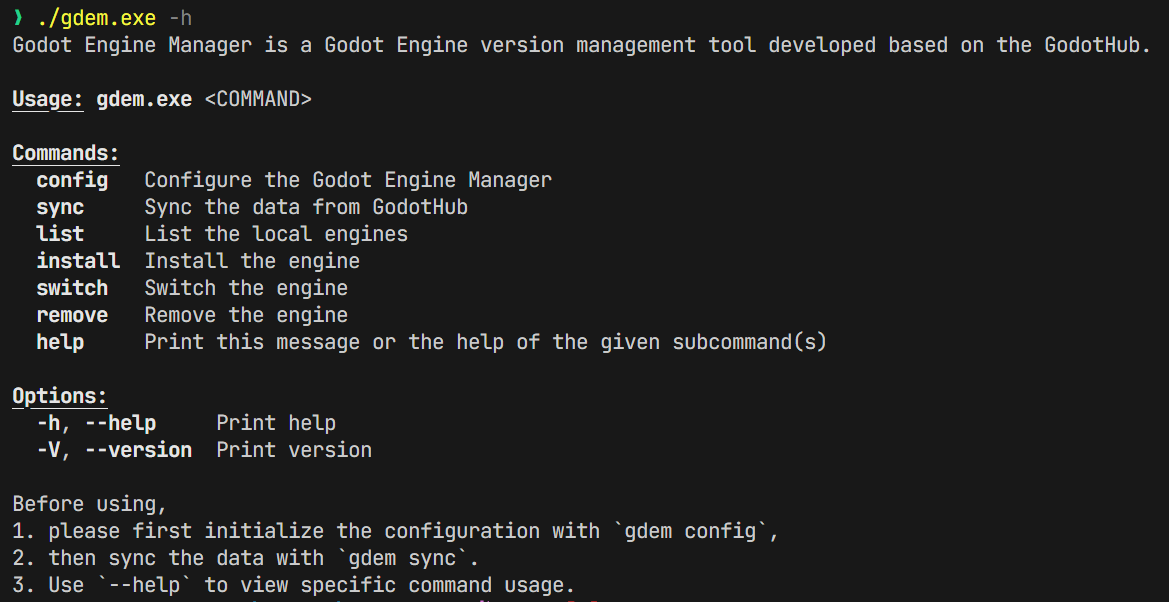 ❯ ./gdem.exe -h
Godot Engine Manager is a Godot Engine version management tool developed based on the GodotHub.
Usage: gdem.exe <COMMAND>
Commands:
config   Configure the Godot Engine Manager
sync     Sync the data from GodotHub
list     List the local engines
install  Install the engine
switch   Switch the engine
remove   Remove the engine
help     Print this message or the help of the given subcommand(s)
Options:
-h, --help     Print help
-V, --version  Print version
Before using,
1. please first initialize the configuration with `gdem config`,
2. then sync the data with `gdem sync`.
3. Use `--help` to view specific command usage.